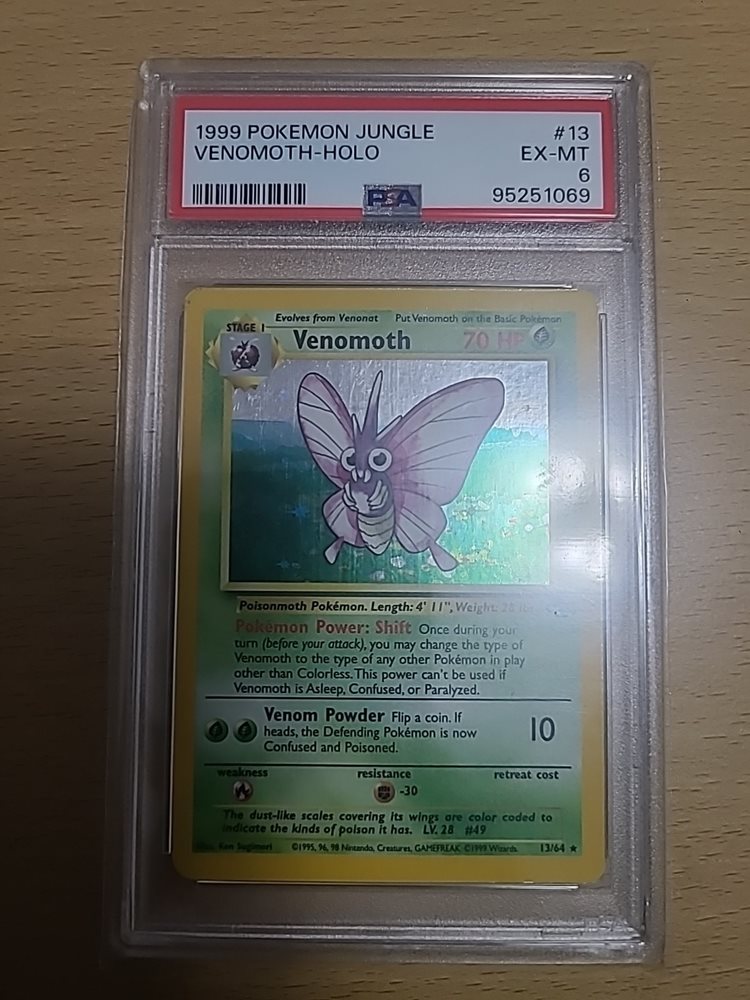 1999 POKEMON JUNGLE #13
VENOMOTH-HOLO EX-MT
6
PSA 95251069
Evolves from Venonat Put Venomoth on the Basic Pokémon
STAGE 1
Venomoth 70 HP
Poisonmoth Pokémon. Length: 4' 11", Weight: 28 lbs.
Pokémon Power: Shift Once during your
turn (before your attack), you may change the type of
Venomoth to the type of any other Pokémon in play
other than Colorless. This power can't be used if
Venomoth is Asleep, Confused, or Paralyzed.
Venom Powder Flip a coin. If
heads, the Defending Pokémon is now
Confused and Poisoned.
10
weakness resistance retreat cost
-30
The dust-like scales covering its wings are color coded to
indicate the kinds of poison it has. LV. 28 #49
Illus. Ken Sugimori ©1995, 96, 98 Nintendo, Creatures, GAMEFREAK. ©1999 Wizards. 13/64 ★